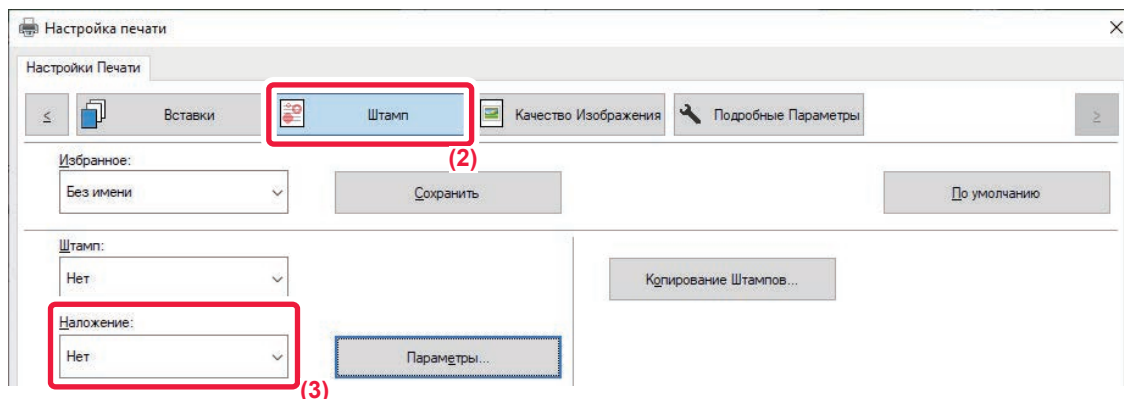 Настройка печати
Настройки Печати
< Вставки Штамп Качество Изображения Подробные Параметры >
(2)
Избранное:
Без имени Сохранить По умолчанию
Штамп:
Нет Копирование Штампов...
Наложение:
Нет Параметры...
(3)